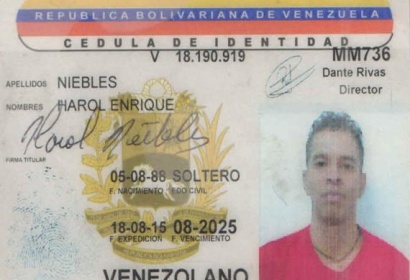 REPUBLICA BOLIVARIANA DE VENEZUELA
CEDULA DE IDENTIDAD
V 18.190.919 MM736
Dante Rivas
Director
APELLIDOS NIEBLES
NOMBRES HAROL ENRIQUE
Harol Niebles
FIRMA TITULAR
05-08-88 SOLTERO
F. NACIMIENTO EDO CIVIL
18-08-15 08-2025
F. EXPEDICION F. VENCIMIENTO
VENEZOLANO